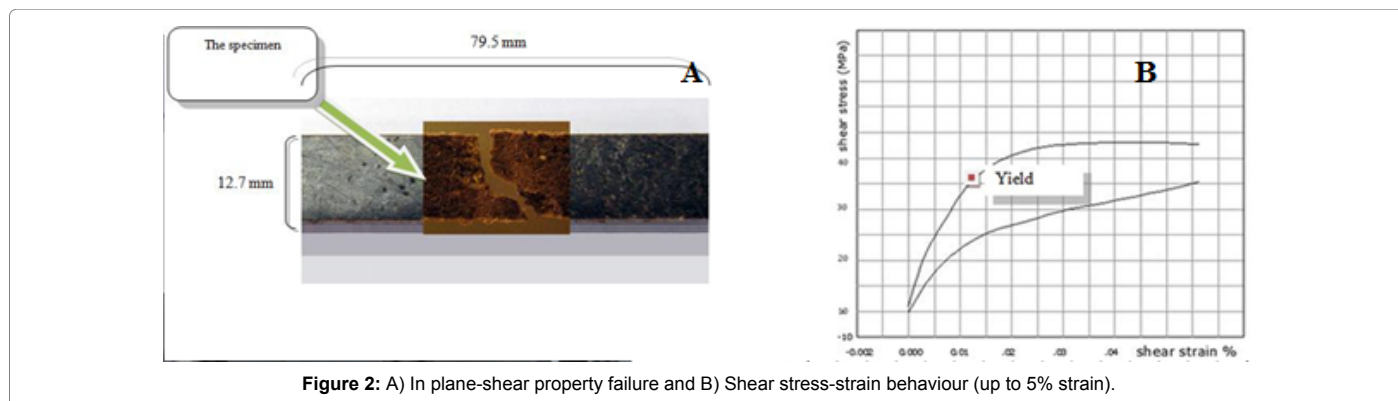 The specimen
79.5 mm
A
12.7 mm
shear stress (MPa)
B
40
Yield
30
20
10
-10
-0.002 0.000 0.01 .02 .03 .04 shear strain %
Figure 2: A) In plane-shear property failure and B) Shear stress-strain behaviour (up to 5% strain).